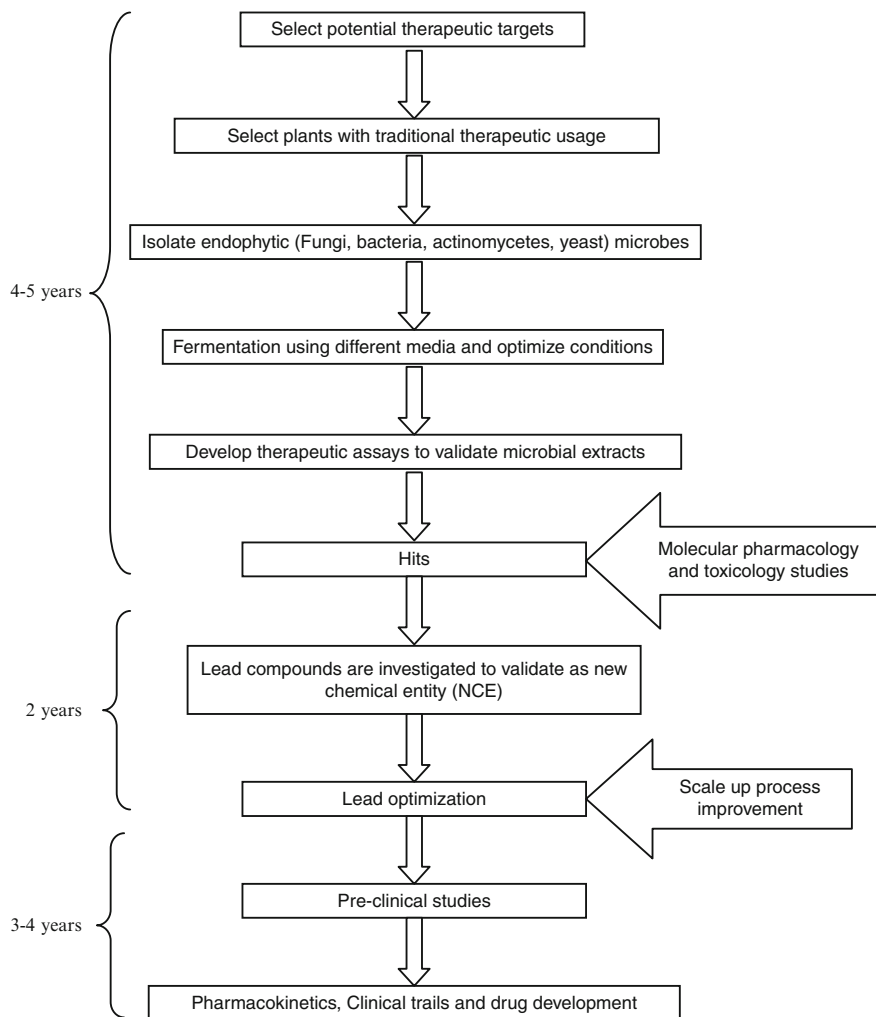 Select potential therapeutic targets
Select plants with traditional therapeutic usage
Isolate endophytic (Fungi, bacteria, actinomycetes, yeast) microbes
4-5 years
Fermentation using different media and optimize conditions
Develop therapeutic assays to validate microbial extracts
Hits
Molecular pharmacology
and toxicology studies
Lead compounds are investigated to validate as new
chemical entity (NCE)
2 years
Lead optimization
Scale up process
improvement
Pre-clinical studies
3-4 years
Pharmacokinetics, Clinical trails and drug development